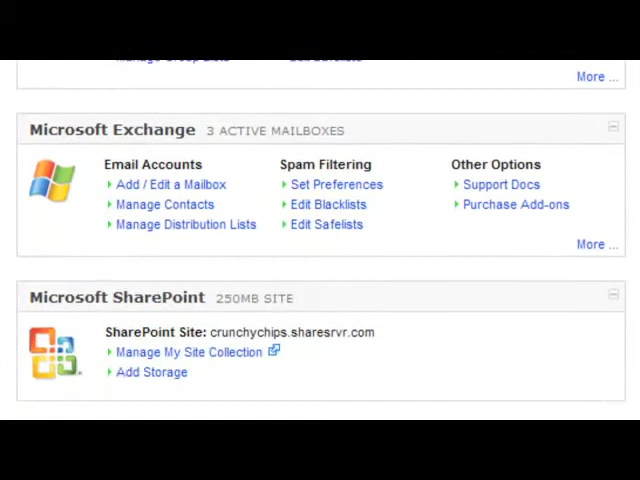 More ...
Microsoft Exchange 3 ACTIVE MAILBOXES
Email Accounts Spam Filtering Other Options
Add / Edit a Mailbox Set Preferences Support Docs
Manage Contacts Edit Blacklists Purchase Add-ons
Manage Distribution Lists Edit Safelists
More ...
Microsoft SharePoint 250MB SITE
SharePoint Site: crunchychips.sharesrvr.com
Manage My Site Collection
Add Storage